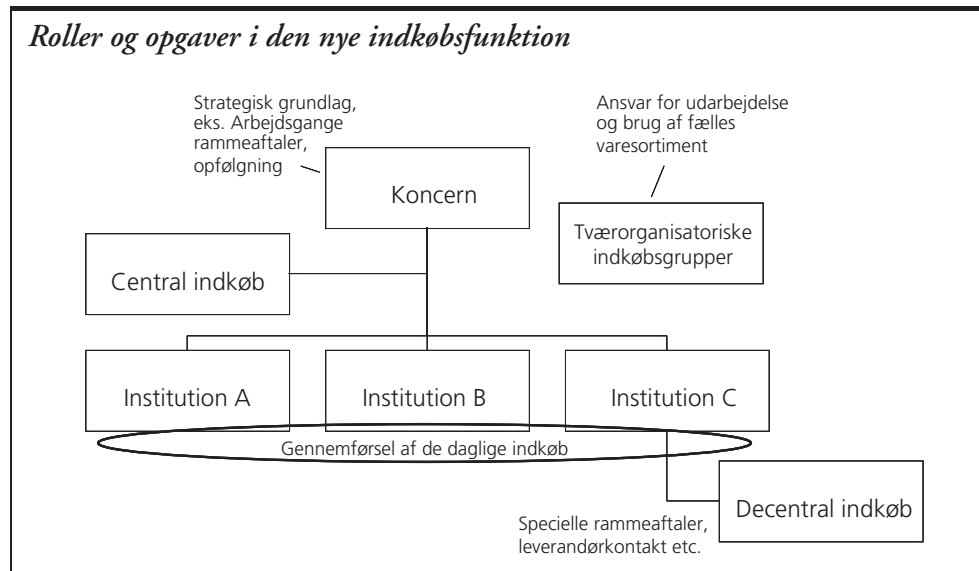 Roller og opgaver i den nye indkøbsfunktion
Strategisk grundlag,
eks. Arbejdsgange
rammeaftaler,
opfølgning
Ansvar for udarbejdelse
og brug af fælles
varesortiment
Koncern
Tværorganisatoriske
indkøbsgrupper
Central indkøb
Institution A
Institution B
Institution C
Gennemførsel af de daglige indkøb
Decentral indkøb
Specielle rammeaftaler,
leverandørkontakt etc.